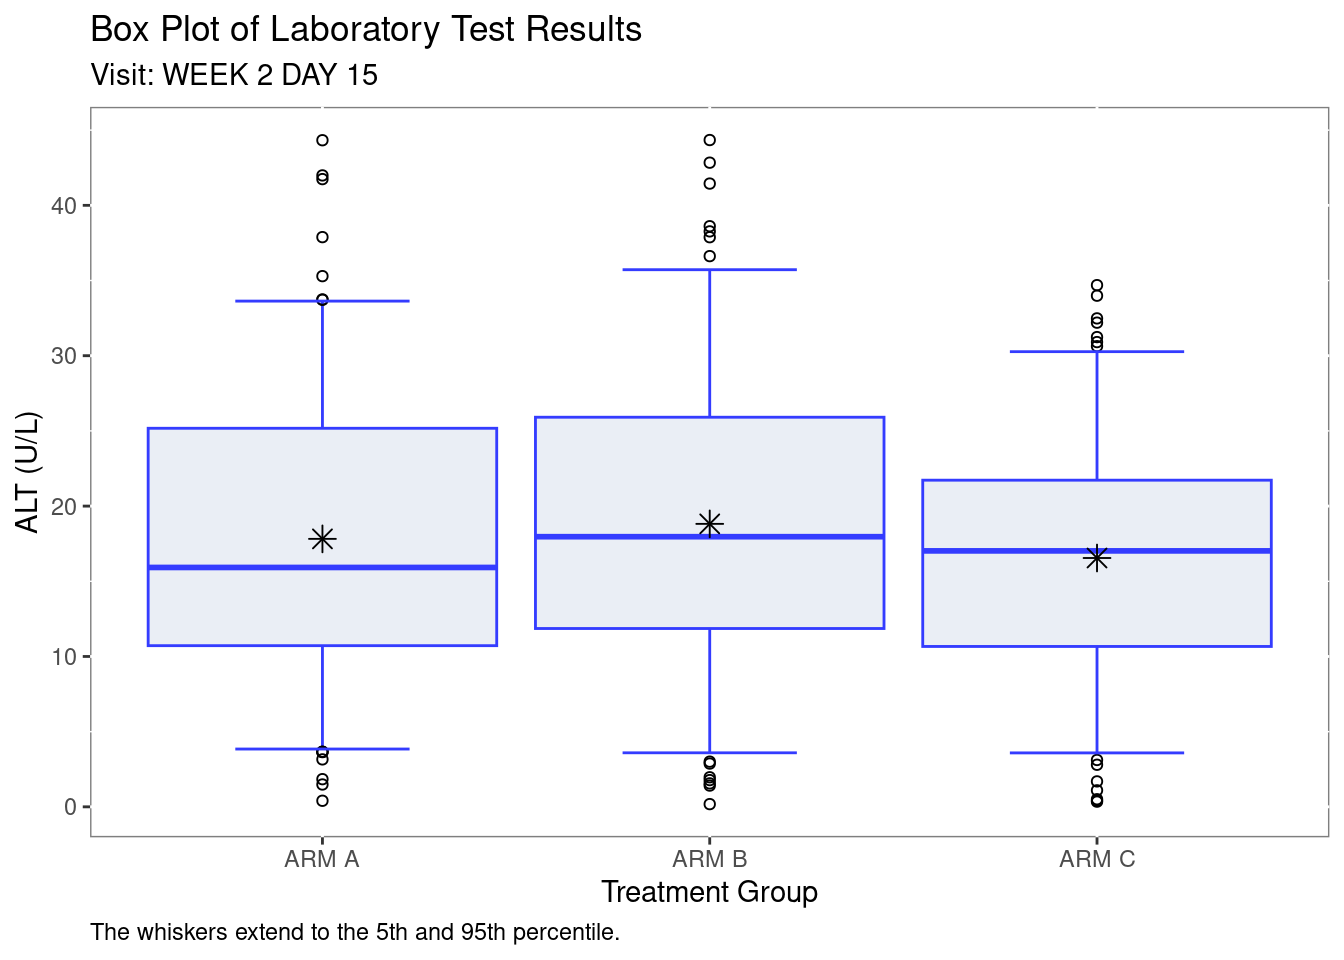 Box Plot of Laboratory Test Results
Visit: WEEK 2 DAY 15
ALT (U/L)
40
30
20
10
0
ARM A
ARM B
ARM C
Treatment Group
The whiskers extend to the 5th and 95th percentile.